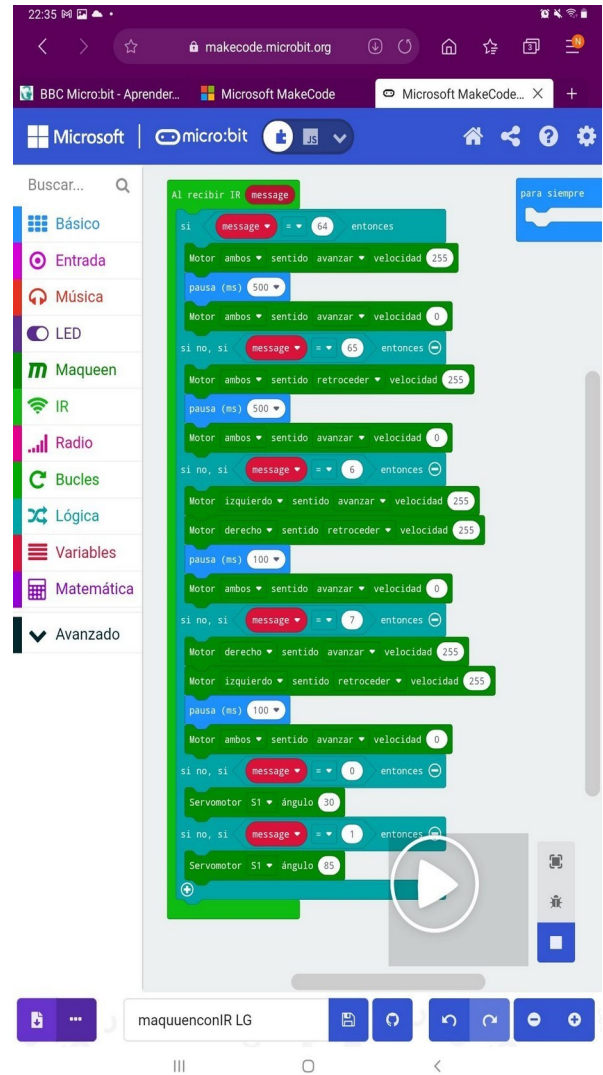 22:35
makecode.microbit.org
3
N
BBC Micro:bit - Aprender...
Microsoft MakeCode
Microsoft MakeCode...
Microsoft
micro:bit
JS
Buscar...
Básico
Entrada
Música
LED
Maqueen
IR
Radio
Bucles
Lógica
Variables
Matemática
Avanzado
Al recibir IR message
si message = 64 entonces
Motor ambos sentido avanzar velocidad 255
pausa (ms) 500
Motor ambos sentido avanzar velocidad 0
si no, si message = 65 entonces
Motor ambos sentido retroceder velocidad 255
pausa (ms) 500
Motor ambos sentido avanzar velocidad 0
si no, si message = 6 entonces
Motor izquierdo sentido avanzar velocidad 255
Motor derecho sentido retroceder velocidad 255
pausa (ms) 100
Motor ambos sentido avanzar velocidad 0
si no, si message = 7 entonces
Motor derecho sentido avanzar velocidad 255
Motor izquierdo sentido retroceder velocidad 255
pausa (ms) 100
Motor ambos sentido avanzar velocidad 0
si no, si message = 0 entonces
Servomotor S1 ángulo 30
si no, si message = 1 entonces
Servomotor S1 ángulo 85
para siempre
maquuenconIR LG